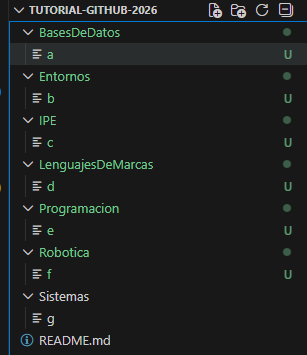 TUTORIAL-GITHUB-2026
BasesDeDatos
a U
Entornos
b U
IPE
c U
LenguajesDeMarcas
d U
Programacion
e U
Robotica
f U
Sistemas
g
README.md